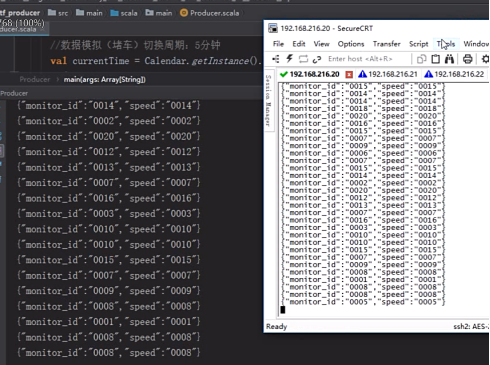 tf_producer src main scala main Producer.scala
768 (100%)
ducer.scala
//数据模拟（堵车）切换周期：5分钟
val currentTime = Calendar.getInstance().
Producer main(args: Array[String])
Producer
{"monitor_id":"0014","speed":"0014"}
{"monitor_id":"0002","speed":"0002"}
{"monitor_id":"0020","speed":"0020"}
{"monitor_id":"0012","speed":"0012"}
{"monitor_id":"0013","speed":"0013"}
{"monitor_id":"0007","speed":"0007"}
{"monitor_id":"0016","speed":"0016"}
{"monitor_id":"0003","speed":"0003"}
{"monitor_id":"0010","speed":"0010"}
{"monitor_id":"0010","speed":"0010"}
{"monitor_id":"0015","speed":"0015"}
{"monitor_id":"0007","speed":"0007"}
{"monitor_id":"0009","speed":"0009"}
{"monitor_id":"0008","speed":"0008"}
{"monitor_id":"0001","speed":"0001"}
{"monitor_id":"0008","speed":"0008"}
{"monitor_id":"0008","speed":"0008"}
192.168.216.20 - SecureCRT
File Edit View Options Transfer Script Tools Window
Enter host <Alt+R>
192.168.216.20 192.168.216.21 192.168.216.22
Session Manager
{"monitor_id":"0015","speed":"0015"}
{"monitor_id":"0014","speed":"0014"}
{"monitor_id":"0014","speed":"0014"}
{"monitor_id":"0018","speed":"0018"}
{"monitor_id":"0020","speed":"0020"}
{"monitor_id":"0016","speed":"0016"}
{"monitor_id":"0015","speed":"0015"}
{"monitor_id":"0007","speed":"0007"}
{"monitor_id":"0009","speed":"0009"}
{"monitor_id":"0006","speed":"0006"}
{"monitor_id":"0007","speed":"0007"}
{"monitor_id":"0015","speed":"0015"}
{"monitor_id":"0014","speed":"0014"}
{"monitor_id":"0002","speed":"0002"}
{"monitor_id":"0020","speed":"0020"}
{"monitor_id":"0012","speed":"0012"}
{"monitor_id":"0013","speed":"0013"}
{"monitor_id":"0007","speed":"0007"}
{"monitor_id":"0016","speed":"0016"}
{"monitor_id":"0003","speed":"0003"}
{"monitor_id":"0010","speed":"0010"}
{"monitor_id":"0010","speed":"0010"}
{"monitor_id":"0015","speed":"0015"}
{"monitor_id":"0007","speed":"0007"}
{"monitor_id":"0009","speed":"0009"}
{"monitor_id":"0008","speed":"0008"}
{"monitor_id":"0001","speed":"0001"}
{"monitor_id":"0008","speed":"0008"}
{"monitor_id":"0008","speed":"0008"}
{"monitor_id":"0005","speed":"0005"}
Ready ssh2: AES-2